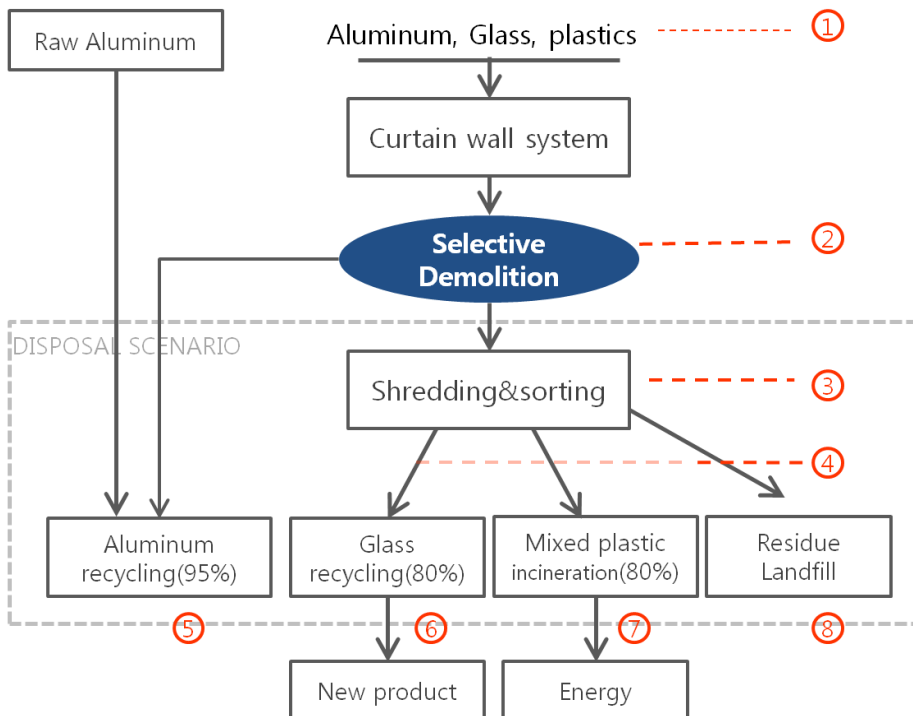 Raw Aluminum
Aluminum, Glass, plastics
①
Curtain wall system
Selective
Demolition
②
DISPOSAL SCENARIO
Shredding&sorting
③
④
Aluminum
recycling(95%)
Glass
recycling(80%)
Mixed plastic
incineration(80%)
Residue
Landfill
⑤
⑥
⑦
⑧
New product
Energy